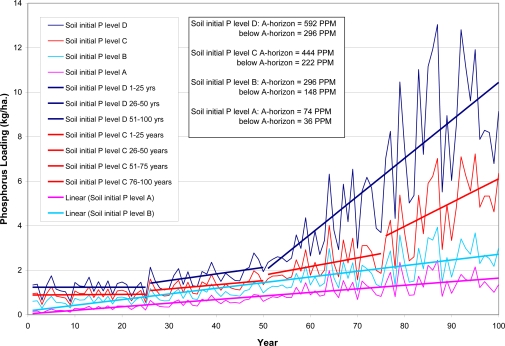 14
12
10
8
6
4
2
0
Phosphorus Loading (kg/ha.)
Soil initial P level D
Soil initial P level C
Soil initial P level B
Soil initial P level A
Soil initial P level D 1-25 yrs
Soil initial P level D 26-50 yrs
Soil initial P level D 51-100 yrs
Soil initial P level C 1-25 years
Soil initial P level C 26-50 years
Soil initial P level C 51-75 years
Soil initial P level C 76-100 years
Linear (Soil initial P level A)
Linear (Soil initial P level B)
Soil initial P level D: A-horizon = 592 PPM
below A-horizon = 296 PPM
Soil initial P level C A-horizon = 444 PPM
below A-horizon = 222 PPM
Soil initial P level B: A-horizon = 296 PPM
below A-horizon = 148 PPM
Soil initial P level A: A-horizon = 74 PPM
below A-horizon = 36 PPM
0 10 20 30 40 50 60 70 80 90 100
Year